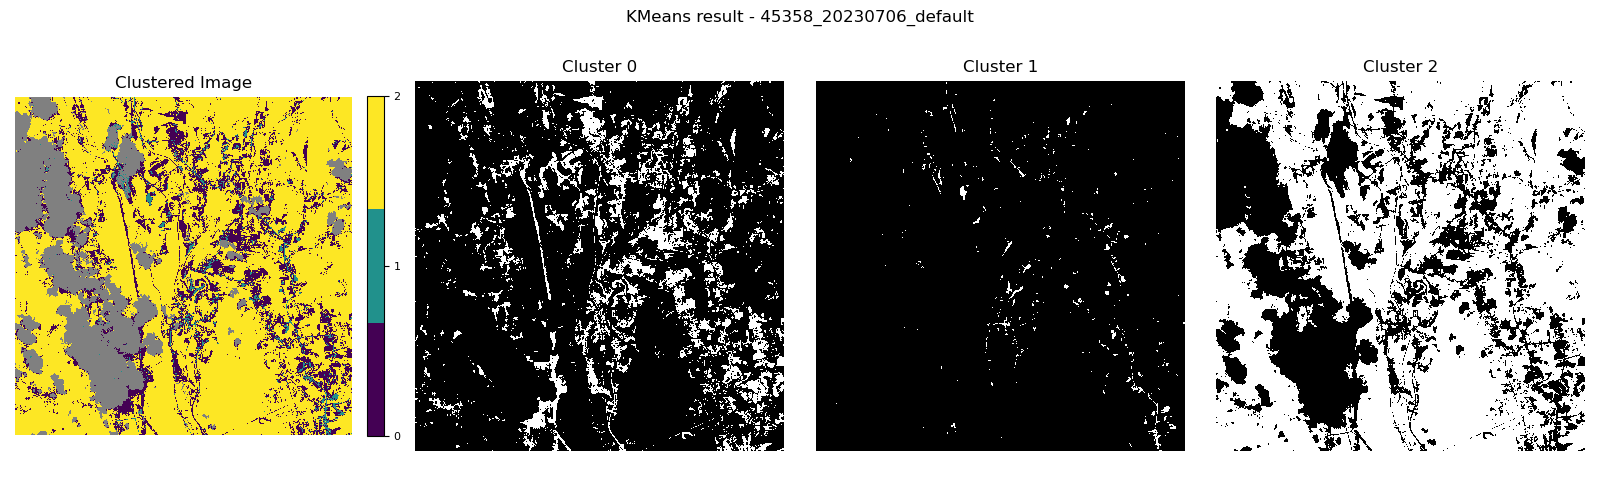 KMeans result - 45358_20230706_default
Clustered Image
Cluster 0
Cluster 1
Cluster 2
2
1
0